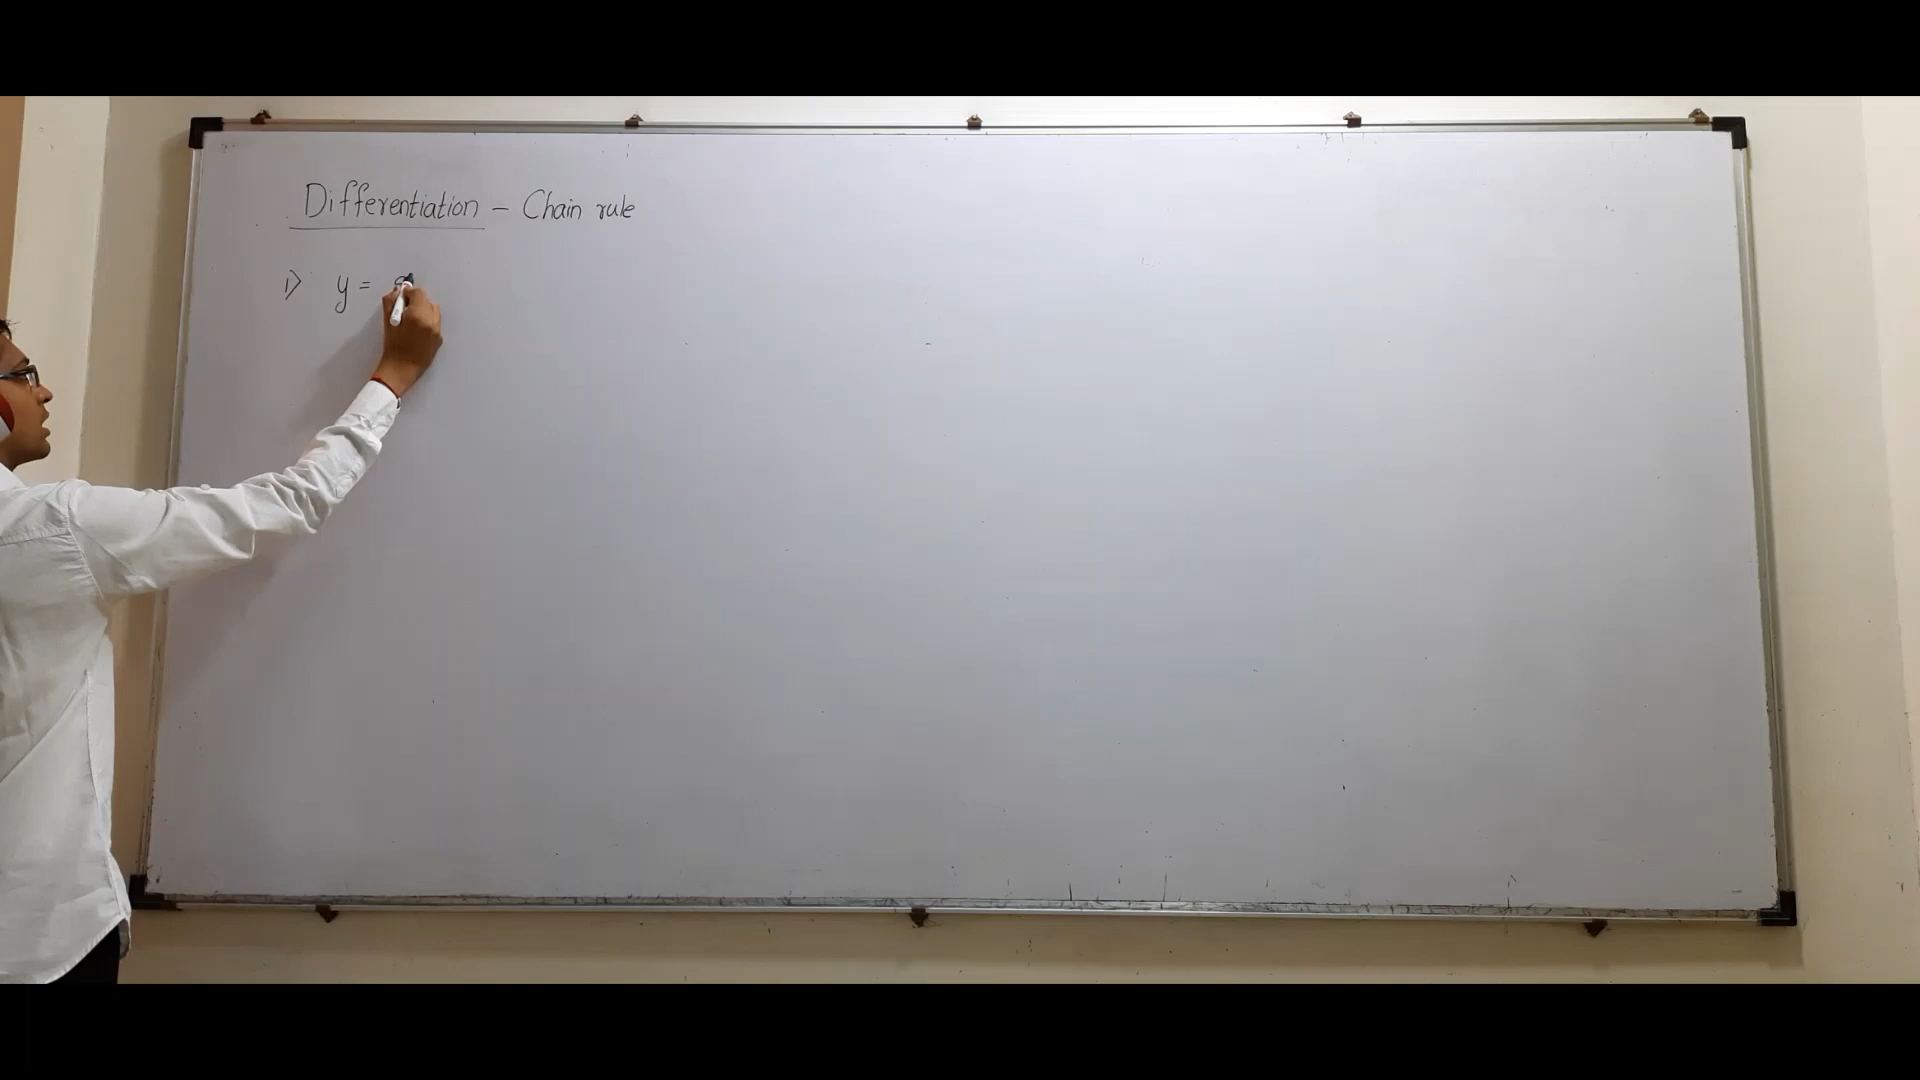 Differentiation - Chain rule
1) y =